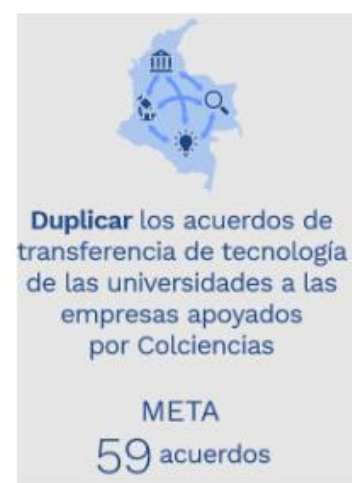 Duplicar los acuerdos de
transferencia de tecnología
de las universidades a las
empresas apoyados
por Colciencias
META
59 acuerdos